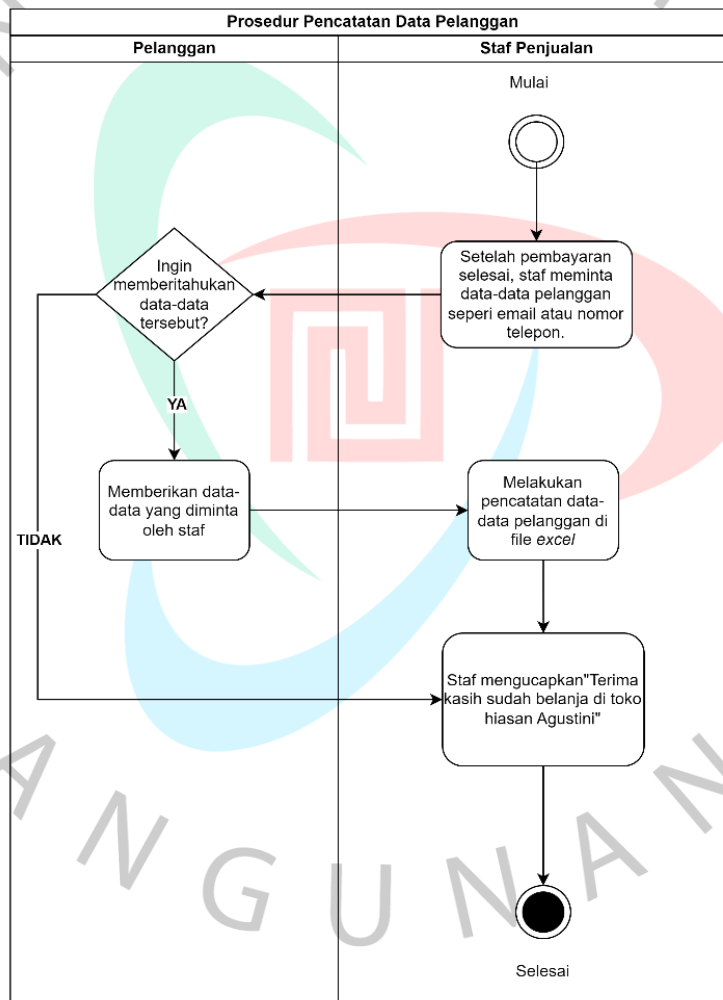 Prosedur Pencatatan Data Pelanggan
Pelanggan
Staf Penjualan
Mulai
Setelah pembayaran
selesai, staf meminta
data-data pelanggan
seperi email atau nomor
telepon.
Ingin
memberitahukan
data-data
tersebut?
YA
Memberikan data-
data yang diminta
oleh staf
Melakukan
pencatatan data-
data pelanggan di
file excel
TIDAK
Staf mengucapkan"Terima
kasih sudah belanja di toko
hiasan Agustini"
Selesai
ANGUNAN